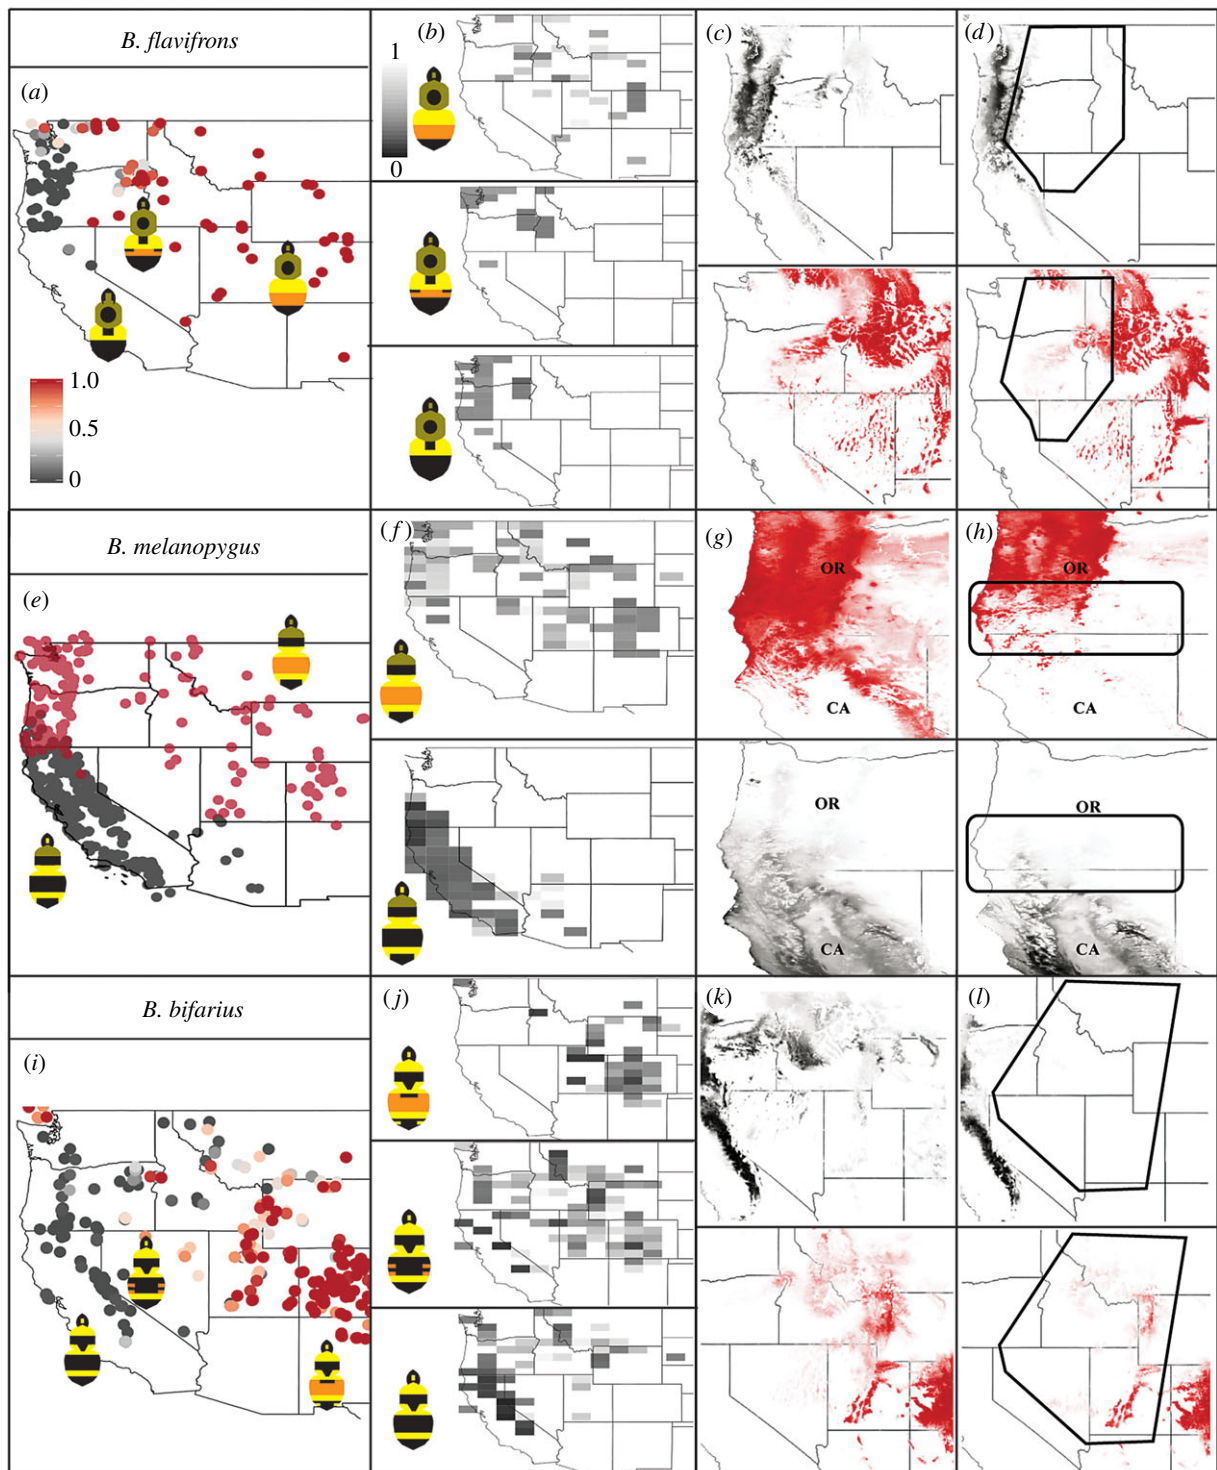 B. flavifrons
(a)
1.0
0.5
0
(b)
1
0
(c)
(d)
B. melanopygus
(e)
(f)
(g)
OR
CA
OR
CA
(h)
OR
CA
OR
CA
B. bifarius
(i)
(j)
(k)
(l)